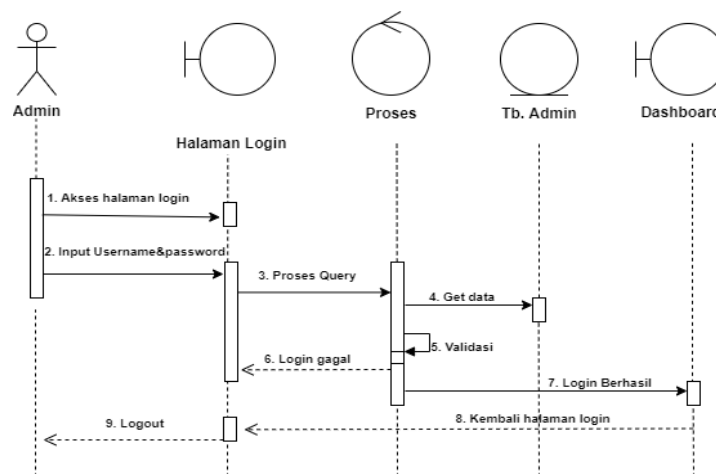 Admin
Halaman Login
Proses
Tb. Admin
Dashboard
1. Akses halaman login
2. Input Username&password
3. Proses Query
4. Get data
5. Validasi
6. Login gagal
7. Login Berhasil
8. Kembali halaman login
9. Logout